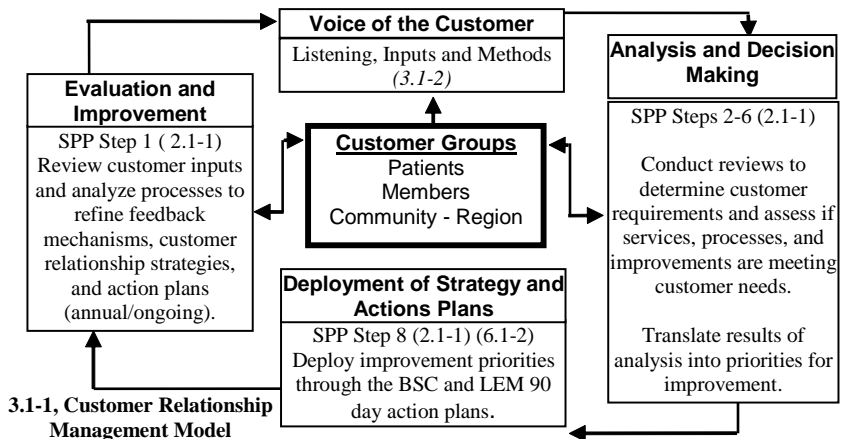 Voice of the Customer
Listening, Inputs and Methods
(3.1-2)
Analysis and Decision
Making
SPP Steps 2-6 (2.1-1)
Conduct reviews to
determine customer
requirements and assess if
services, processes, and
improvements are meeting
customer needs.
Translate results of
analysis into priorities for
improvement.
Evaluation and
Improvement
SPP Step 1 ( 2.1-1)
Review customer inputs
and analyze processes to
refine feedback
mechanisms, customer
relationship strategies,
and action plans
(annual/ongoing).
Customer Groups
Patients
Members
Community - Region
Deployment of Strategy and
Actions Plans
SPP Step 8 (2.1-1) (6.1-2)
Deploy improvement priorities
through the BSC and LEM 90
day action plans.
3.1-1, Customer Relationship
Management Model